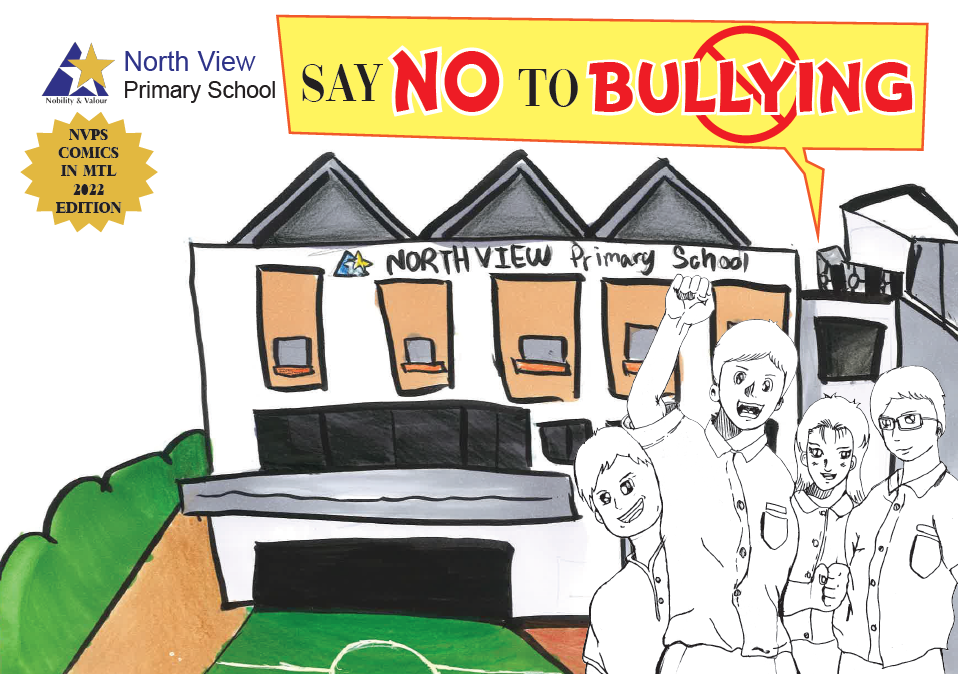 SAY NO TO BULLYING
North View
Primary School
Nobility & Valour
NVPS
COMICS
IN MTL
2022
EDITION
NORTH VIEW Primary School